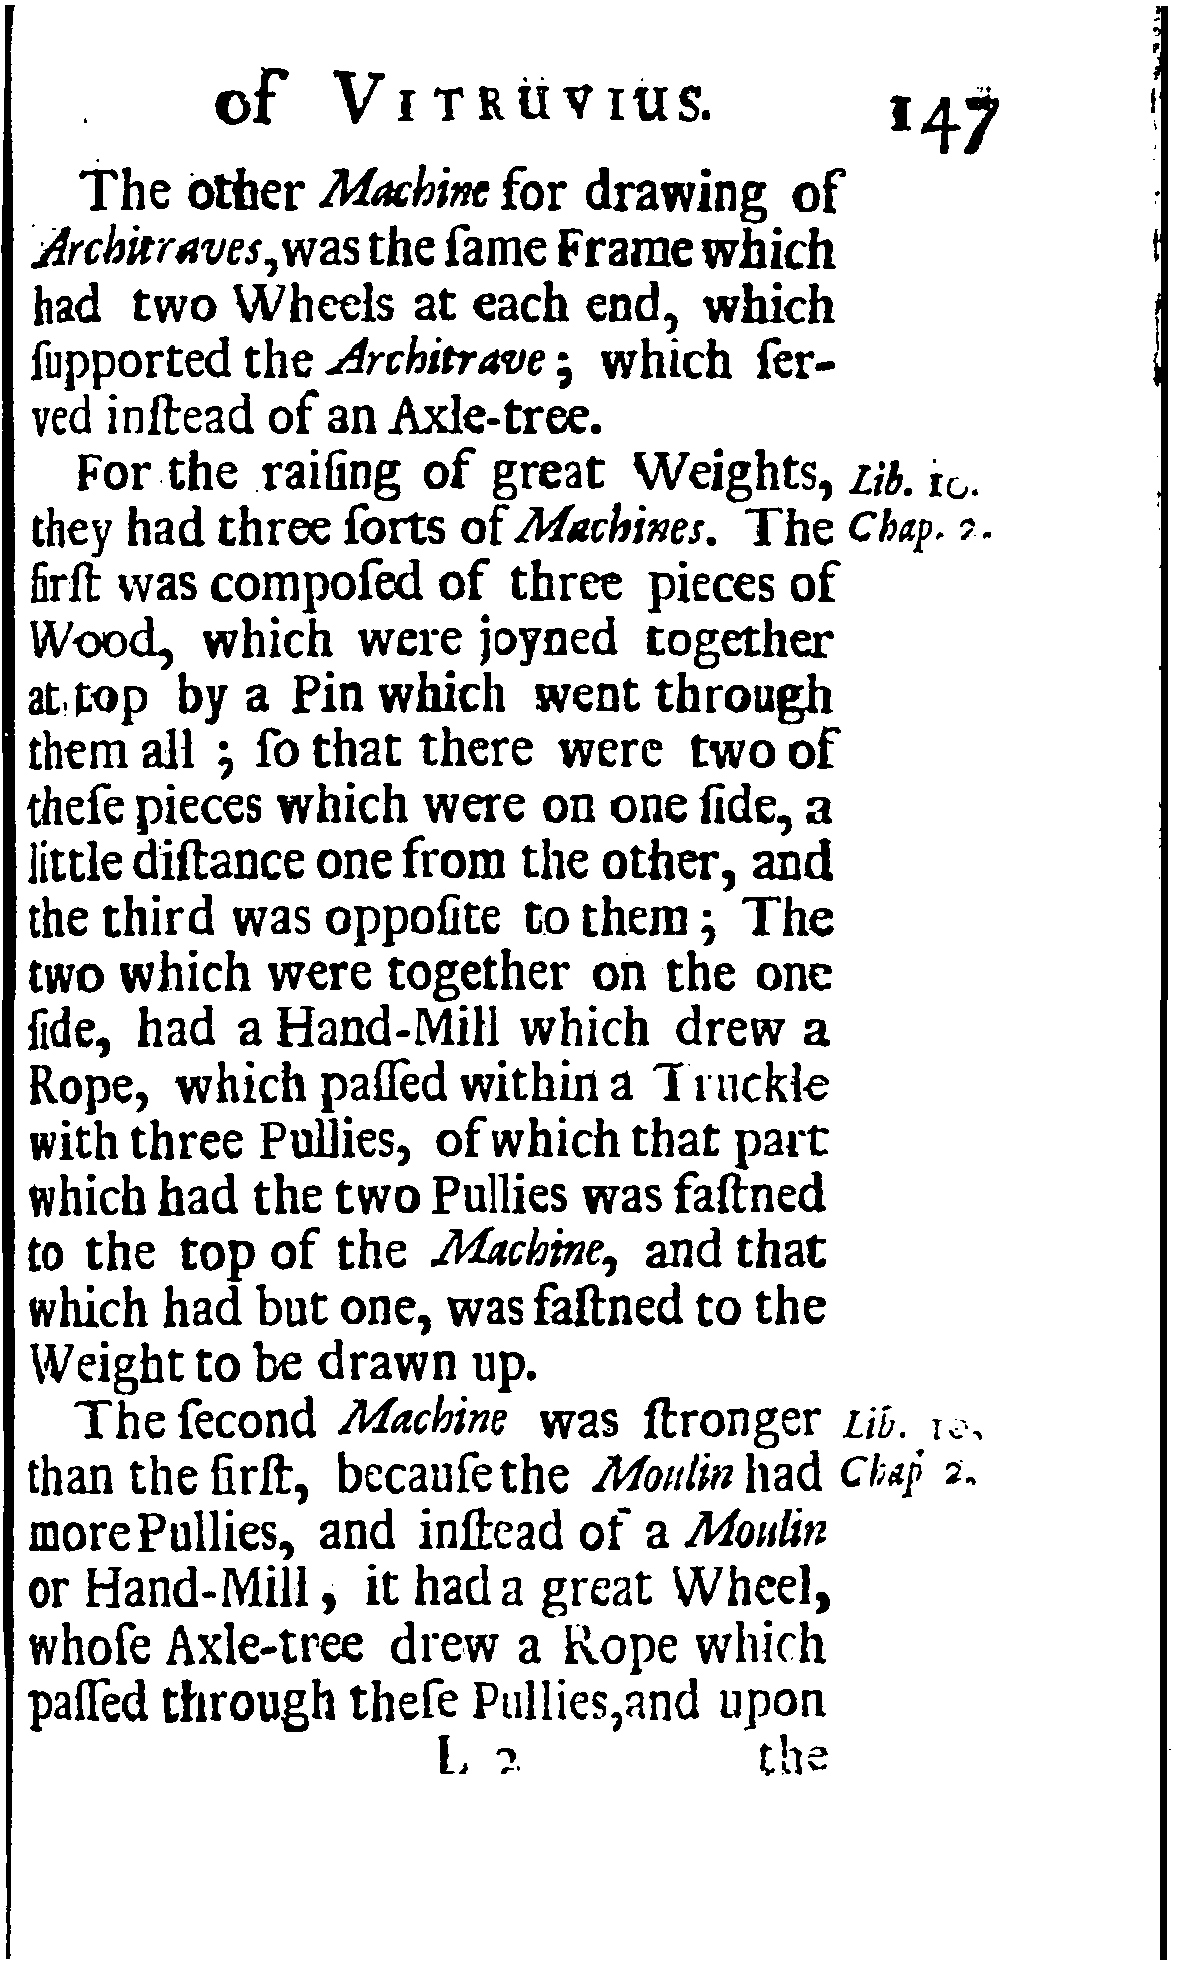 of VITRUVIUS. 147
The other Machine for drawing of
Architraves, was the ſame Frame which
had two Wheels at each end, which
ſupported the Architrave; which ſer-
ved inſtead of an Axle-tree.
For the raiſing of great Weights, Lib. 10.
they had three ſorts of Machines. The Chap. 2.
firſt was compoſed of three pieces of
Wood, which were joyned together
at top by a Pin which went through
them all ; ſo that there were two of
theſe pieces which were on one ſide, a
little diſtance one from the other, and
the third was oppoſite to them; The
two which were together on the one
ſide, had a Hand-Mill which drew a
Rope, which paſſed within a Truckle
with three Pullies, of which that part
which had the two Pullies was faſtned
to the top of the Machine, and that
which had but one, was faſtned to the
Weight to be drawn up.
The ſecond Machine was ſtronger Lib. 10.
than the firſt, becauſe the Moulin had Chap 2.
more Pullies, and inſtead of a Moulin
or Hand-Mill, it had a great Wheel,
whoſe Axle-tree drew a Rope which
paſſed through theſe Pullies, and upon
L 2 the